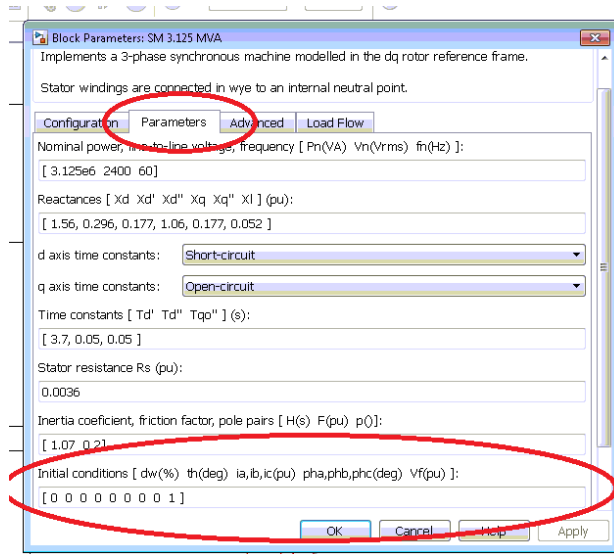 Block Parameters: SM 3.125 MVA
Implements a 3-phase synchronous machine modelled in the dq rotor reference frame.
Stator windings are connected in wye to an internal neutral point.
Configuration Parameters Advanced Load Flow
Nominal power, line-to-line voltage, frequency [ Pn(VA) Vn(Vrms) fn(Hz) ]:
[ 3.125e6 2400 60]
Reactances [ Xd Xd' Xd'' Xq Xq'' Xl ] (pu):
[ 1.56, 0.296, 0.177, 1.06, 0.177, 0.052 ]
d axis time constants: Short-circuit
q axis time constants: Open-circuit
Time constants [ Td' Td'' Tqo'' ] (s):
[ 3.7, 0.05, 0.05 ]
Stator resistance Rs (pu):
0.0036
Inertia coeficient, friction factor, pole pairs [ H(s) F(pu) p()]:
[ 1.07 0 2]
Initial conditions [ dw(%) th(deg) ia,ib,ic(pu) pha,phb,phc(deg) Vf(pu) ]:
[ 0 0 0 0 0 0 0 0 1 ]
OK Cancel Help Apply